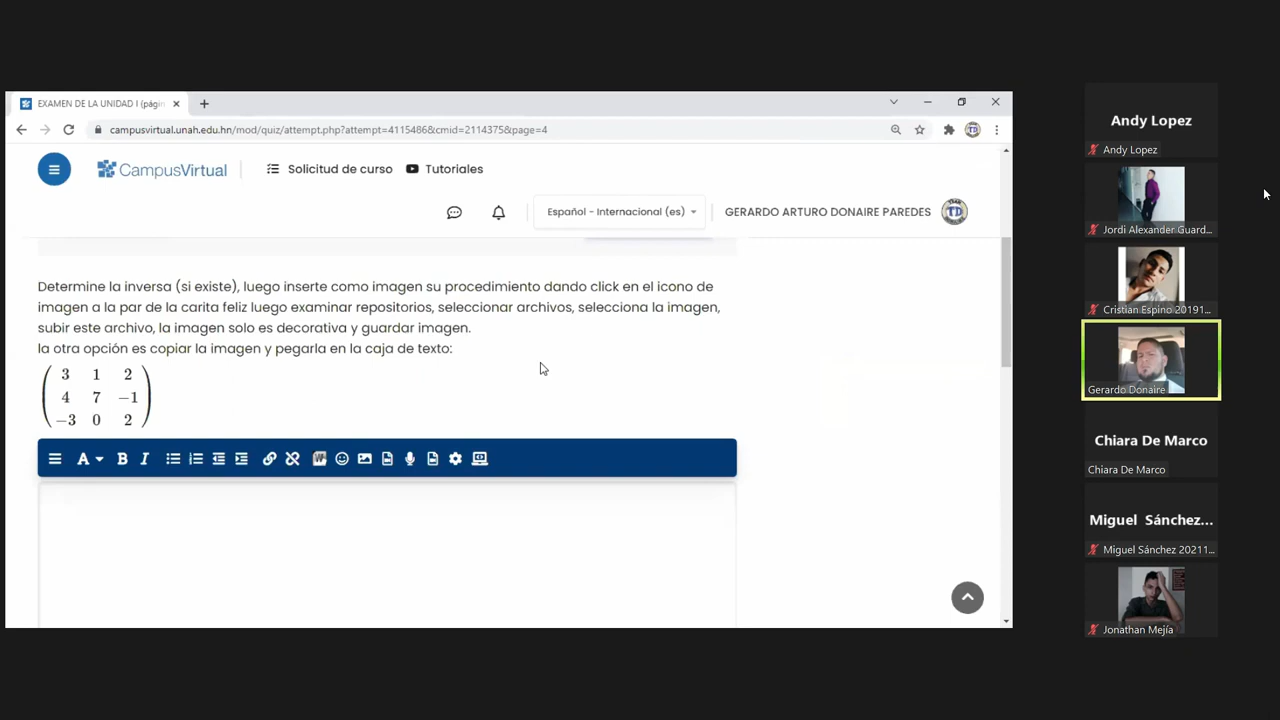 EXAMEN DE LA UNIDAD I (págin
campusvirtual.unah.edu.hn/mod/quiz/attempt.php?attempt=4115486&cmid=2114375&page=4
CampusVirtual
Solicitud de curso
Tutoriales
Español - Internacional (es)
GERARDO ARTURO DONAIRE PAREDES
TD
Determine la inversa (si existe), luego inserte como imagen su procedimiento dando click en el icono de
imagen a la par de la carita feliz luego examinar repositorios, seleccionar archivos, selecciona la imagen,
subir este archivo, la imagen solo es decorativa y guardar imagen.
la otra opción es copiar la imagen y pegarla en la caja de texto:
3 1 2
4 7 −1
−3 0 2
A B I
Andy Lopez
Andy Lopez
Jordi Alexander Guard...
Cristian Espino 20191...
Gerardo Donaire
Chiara De Marco
Chiara De Marco
Miguel Sánchez...
Miguel Sánchez 20211...
Jonathan Mejía